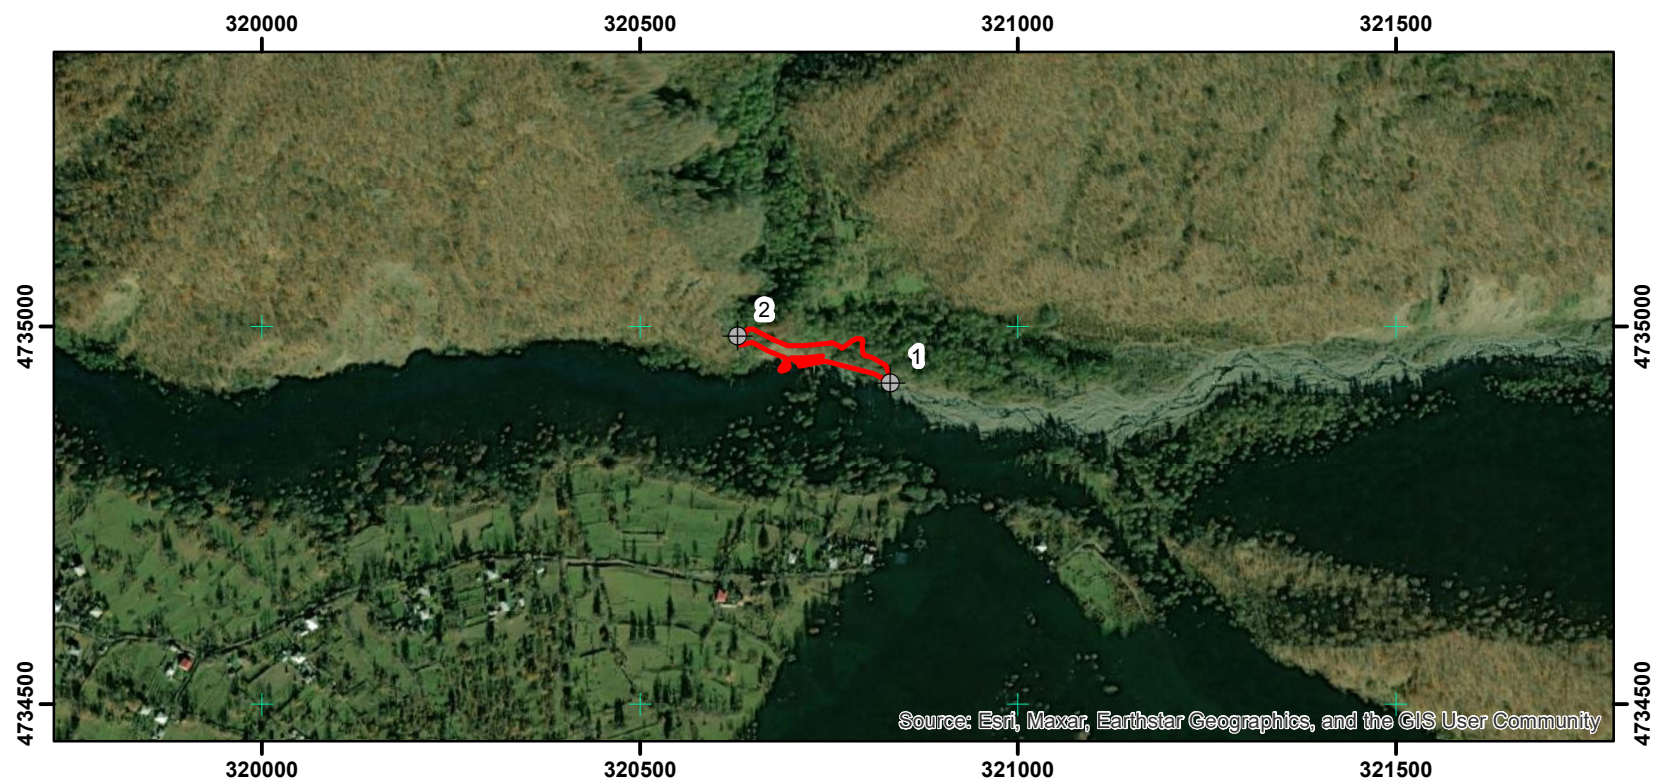 320000 320500 321000 321500
4735000 4735000
2
1
4734500 4734500
Source: Esri, Maxar, Earthstar Geographics, and the GIS User Community
320000 320500 321000 321500